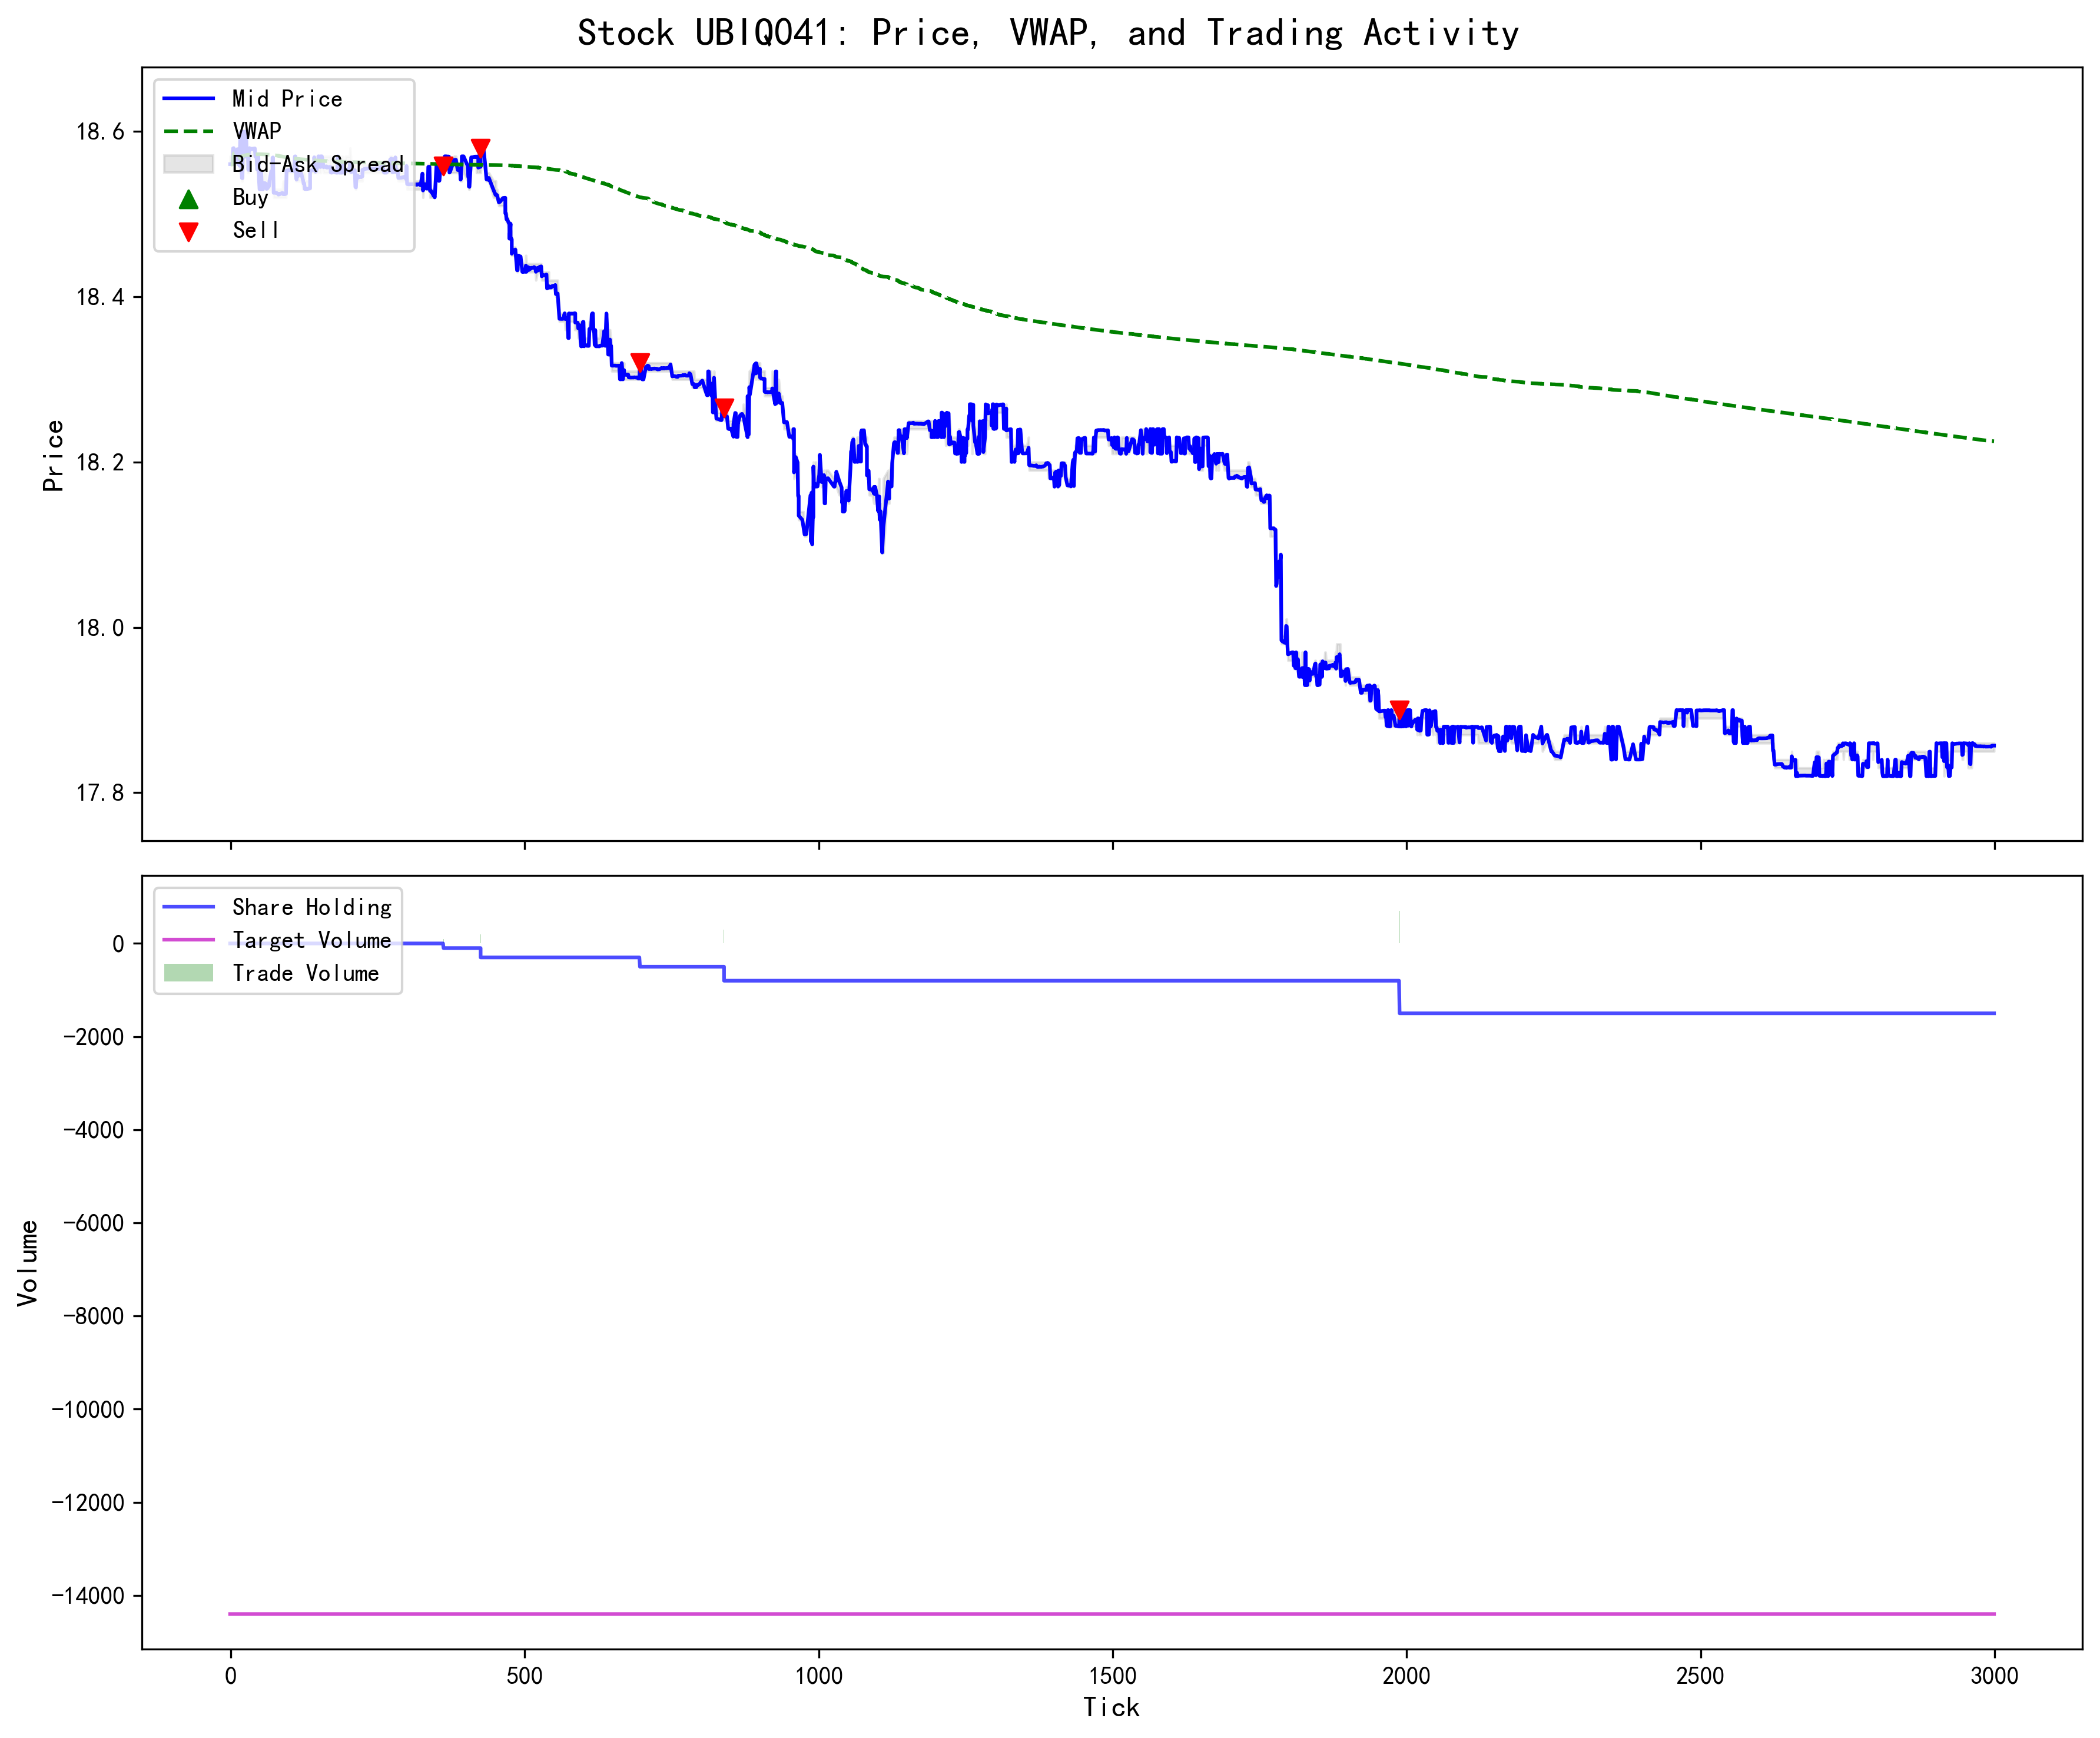 Stock UBIQ041: Price, VWAP, and Trading Activity
Mid Price
VWAP
Bid-Ask Spread
Buy
Sell
18.6
18.4
18.2
18.0
17.8
Price
Share Holding
Target Volume
Trade Volume
0
−2000
−4000
−6000
−8000
−10000
−12000
−14000
Volume
0 500 1000 1500 2000 2500 3000
Tick